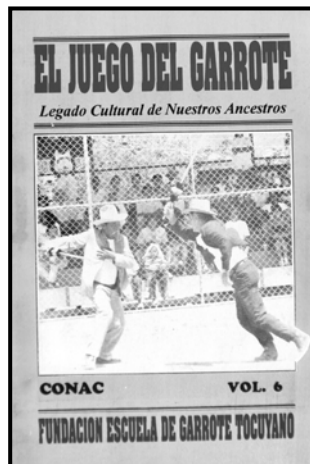 EL JUEGO DEL GARROTE
Legado Cultural de Nuestros Ancestros
CONAC VOL. 6
FUNDACION ESCUELA DE GARROTE TOCUYANO